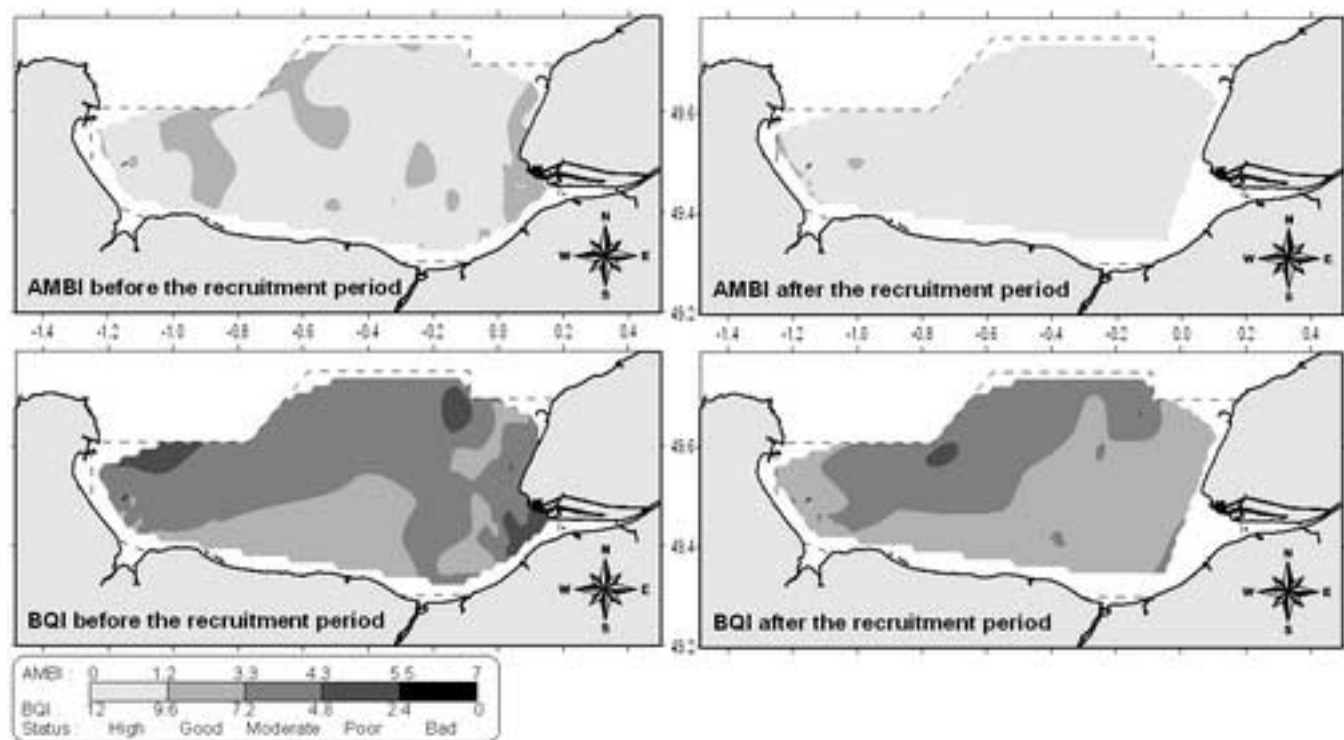 49.6
49.4
49.2
N
W E
S
AMBI before the recruitment period
N
W E
S
AMBI after the recruitment period
-1.4 -1.2 -1.0 -0.8 -0.6 -0.4 -0.2 0.0 0.2 0.4
-1.4 -1.2 -1.0 -0.8 -0.6 -0.4 -0.2 0.0 0.2 0.4
49.6
49.4
49.2
N
W E
S
BQI before the recruitment period
N
W E
S
BQI after the recruitment period
AMBI : 0 1.2 3.3 4.3 5.5 7
BQI : 12 9.6 7.2 4.8 2.4 0
Status : High Good Moderate Poor Bad